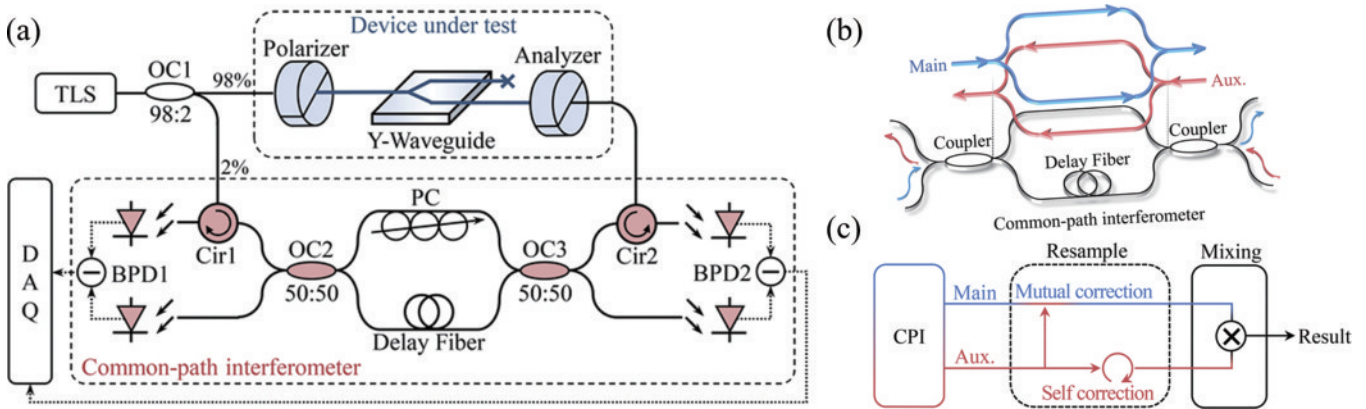 (a)
Device under test
Polarizer
Analyzer
TLS
OC1
98%
98:2
Y-Waveguide
2%
D
A
Q
BPD1
Cir1
OC2
50:50
PC
Delay Fiber
OC3
50:50
Cir2
BPD2
Common-path interferometer
(b)
Main
Aux.
Coupler
Coupler
Delay Fiber
Common-path interferometer
(c)
Resample
Mixing
CPI
Main
Mutual correction
Aux.
Self correction
Result